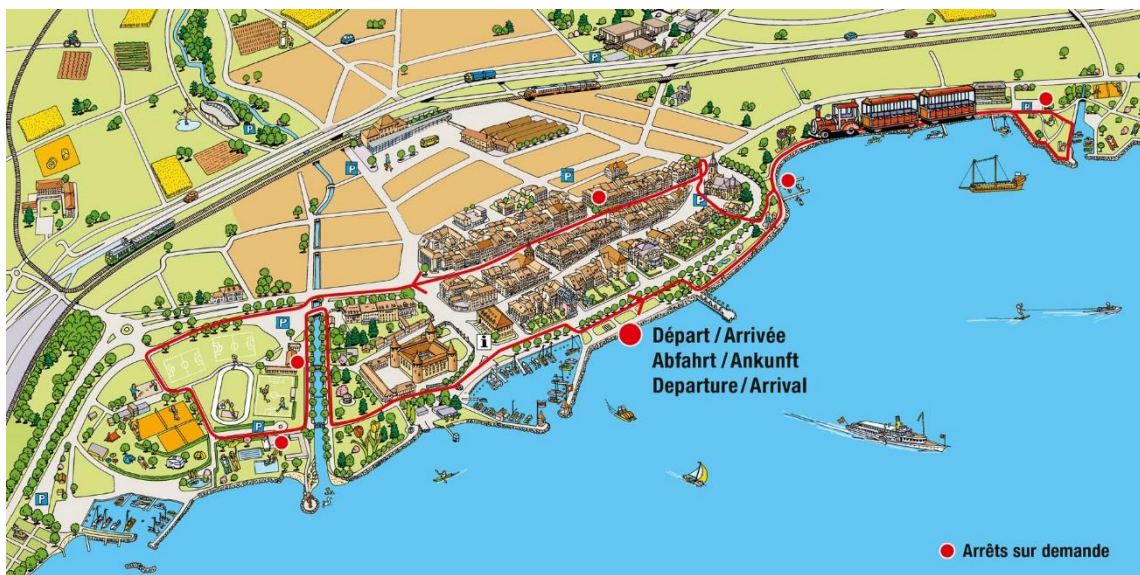 P
P
P
P
P
P
P
P
i
Départ / Arrivée
Abfahrt / Ankunft
Departure / Arrival
P
P
Arrêts sur demande